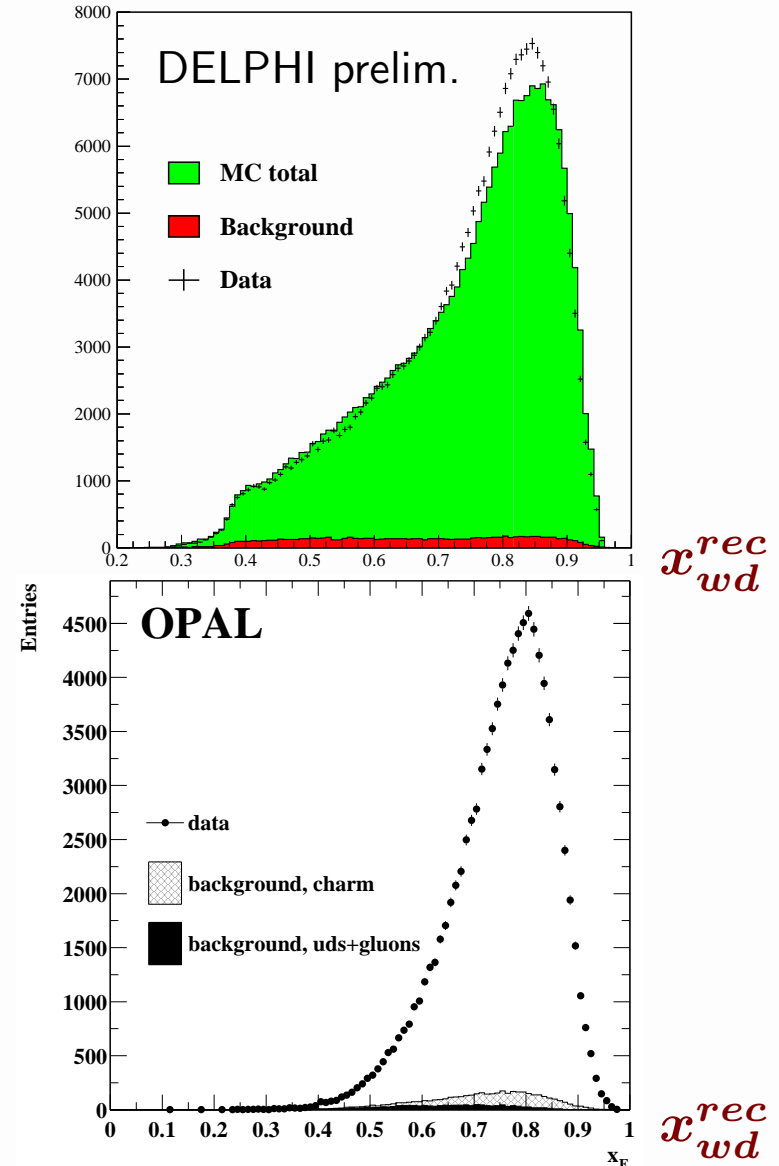 8000
7000
6000
5000
4000
3000
2000
1000
0
DELPHI prelim.
MC total
Background
Data
0.2 0.3 0.4 0.5 0.6 0.7 0.8 0.9 1
x_{wd}^{rec}
Entries
OPAL
4500
4000
3500
3000
2500
2000
1500
1000
500
0
data
background, charm
background, uds+gluons
0 0.1 0.2 0.3 0.4 0.5 0.6 0.7 0.8 0.9 1
x_{wd}^{rec}